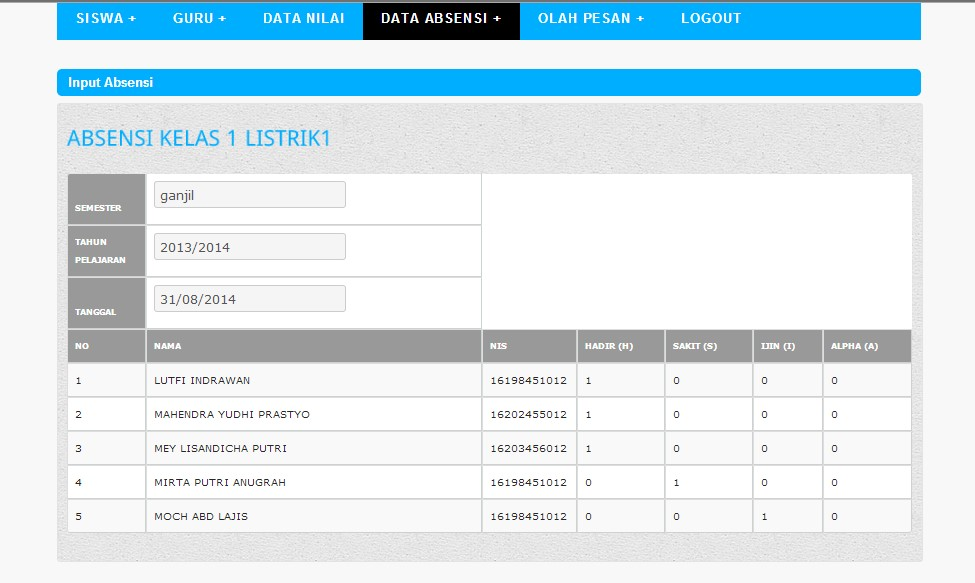 SISWA + GURU + DATA NILAI DATA ABSENSI + OLAH PESAN + LOGOUT
Input Absensi
ABSENSI KELAS 1 LISTRIK1
SEMESTER ganjil
TAHUN PELAJARAN 2013/2014
TANGGAL 31/08/2014
NO NAMA NIS HADIR (H) SAKIT (S) IJIN (I) ALPHA (A)
1 LUTFI INDRAWAN 16198451012 1 0 0 0
2 MAHENDRA YUDHI PRASTYO 16202455012 1 0 0 0
3 MEY LISANDICHA PUTRI 16203456012 1 0 0 0
4 MIRTA PUTRI ANUGRAH 16198451012 0 1 0 0
5 MOCH ABD LAJIS 16198451012 0 0 1 0